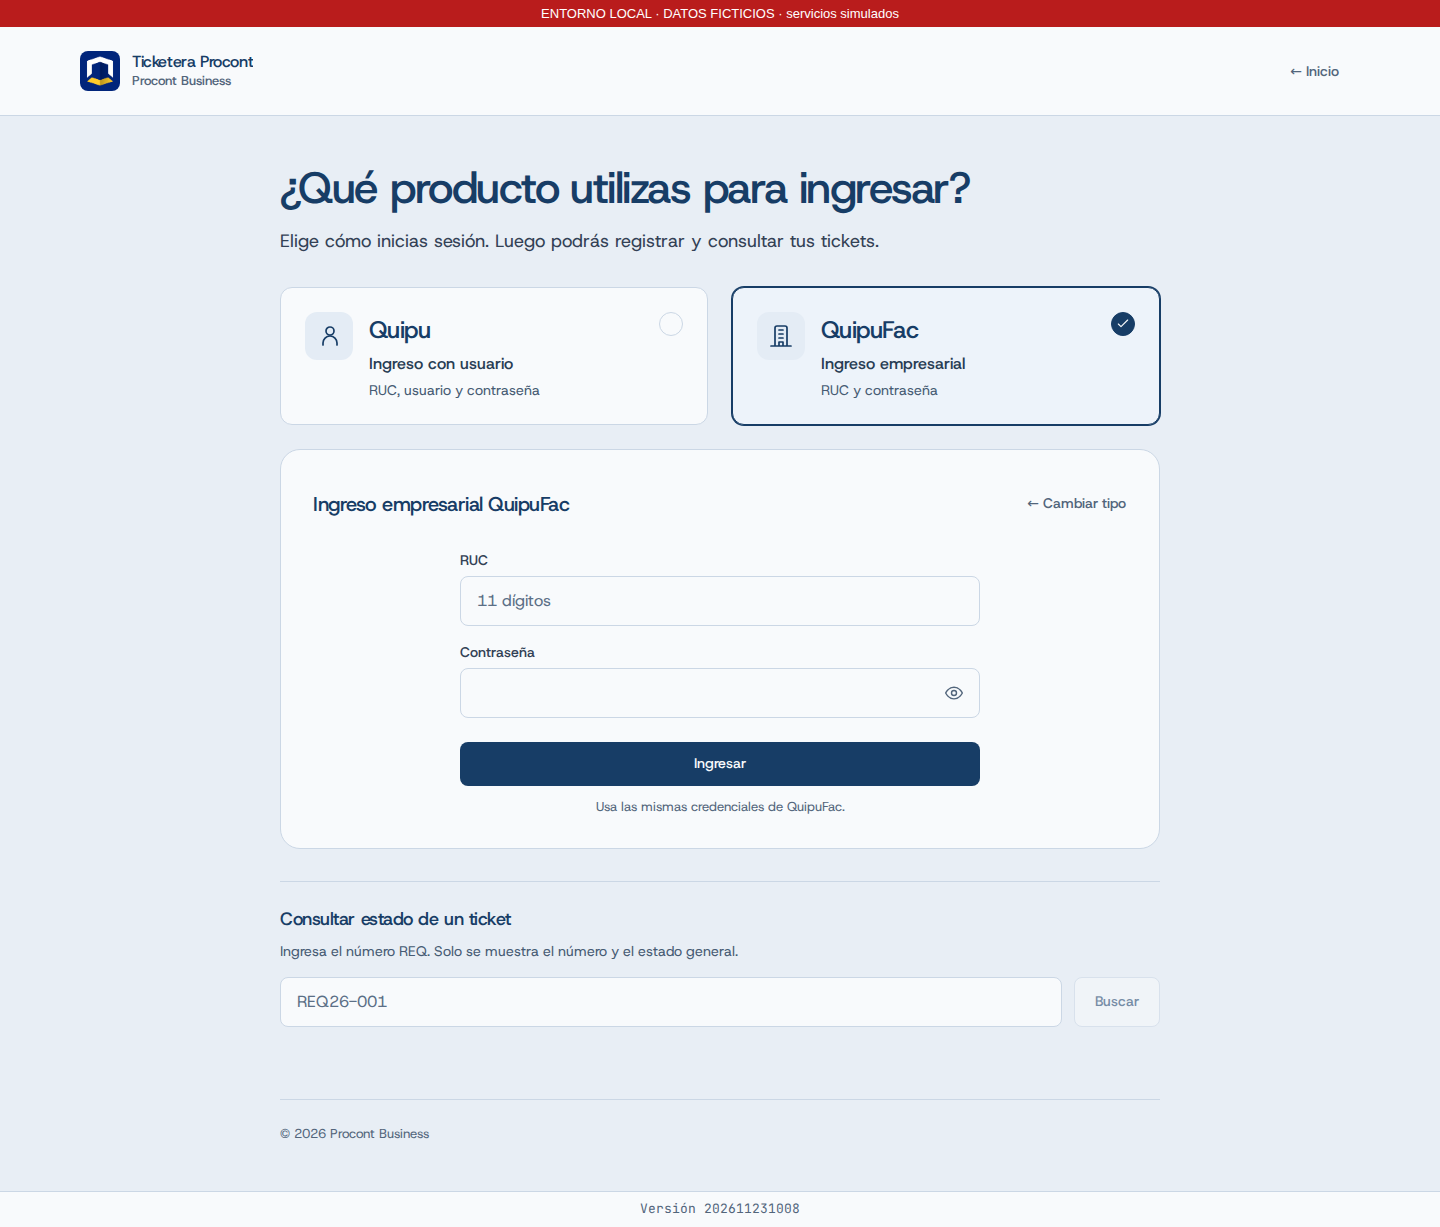 ENTORNO LOCAL · DATOS FICTICIOS · servicios simulados
Ticketera Procont
Procont Business
← Inicio
¿Qué producto utilizas para ingresar?
Elige cómo inicias sesión. Luego podrás registrar y consultar tus tickets.
Quipu
Ingreso con usuario
RUC, usuario y contraseña
QuipuFac
Ingreso empresarial
RUC y contraseña
Ingreso empresarial QuipuFac
← Cambiar tipo
RUC
11 dígitos
Contraseña
Ingresar
Usa las mismas credenciales de QuipuFac.
Consultar estado de un ticket
Ingresa el número REQ. Solo se muestra el número y el estado general.
REQ26-001
Buscar
© 2026 Procont Business
Versión 202611231008